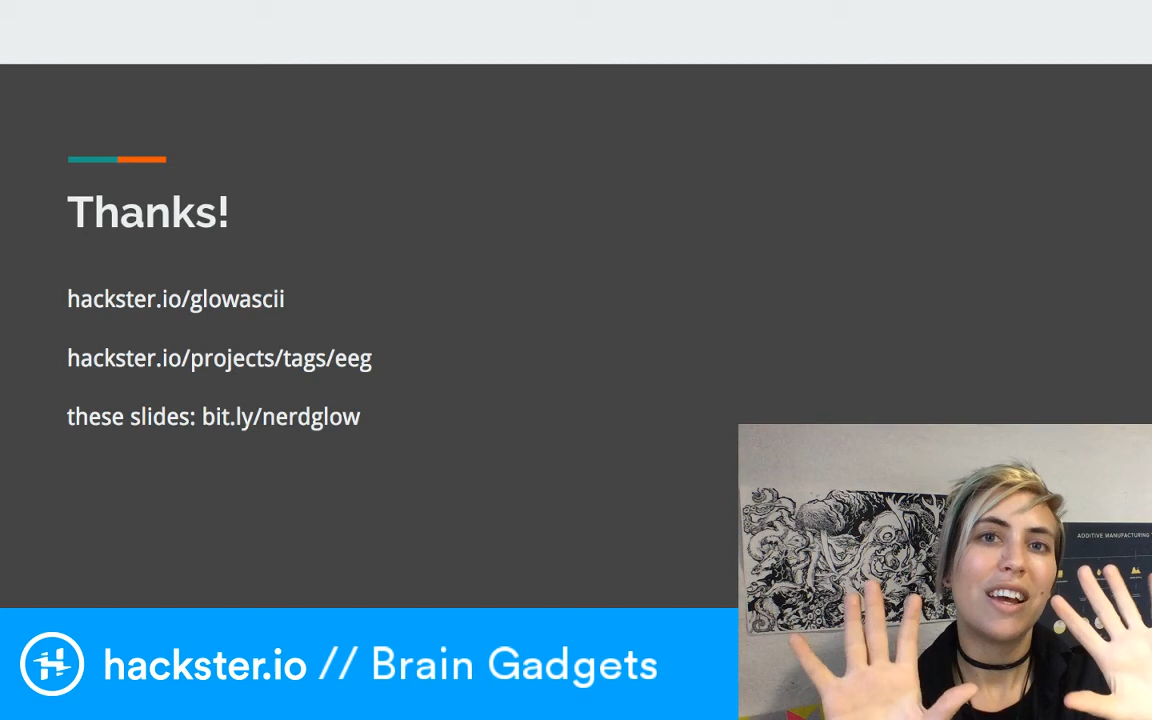 Thanks!
hackster.io/glowascii
hackster.io/projects/tags/eeg
these slides: bit.ly/nerdglow
ADDITIVE MANUFACTURING
hackster.io // Brain Gadgets